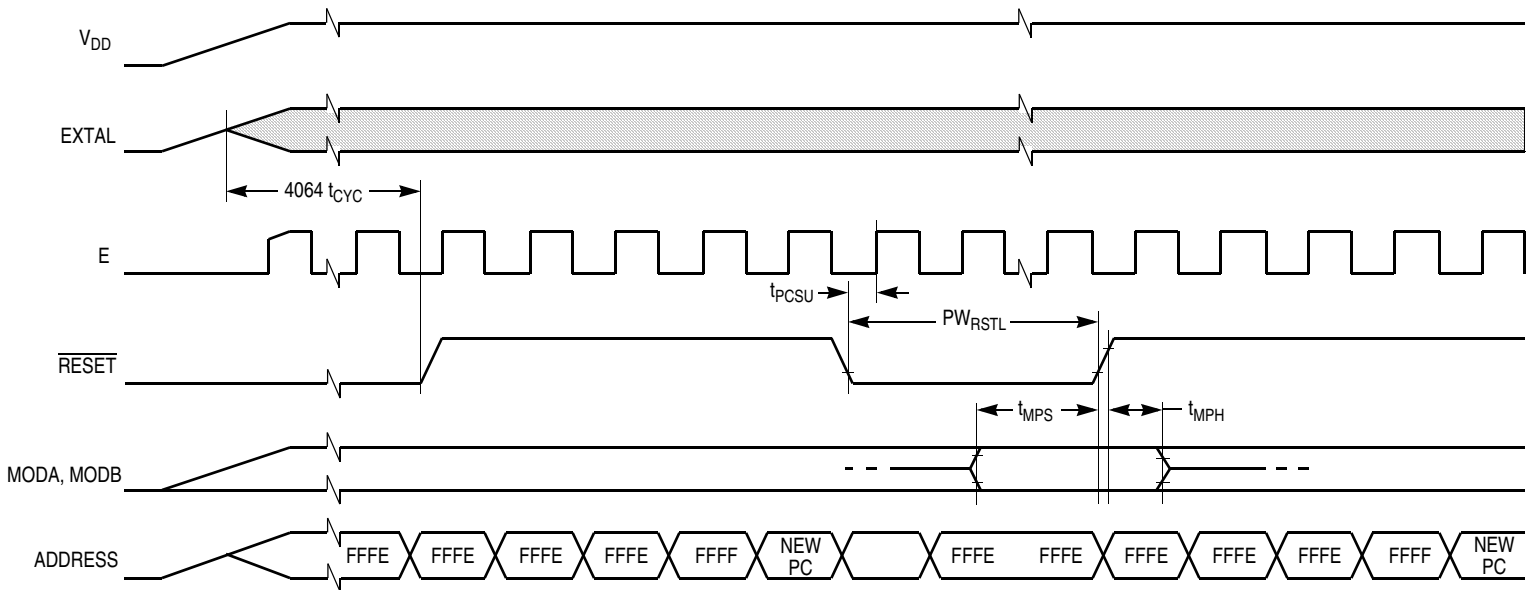 VDD
EXTAL
4064 tCYC
E
tPCSU
PWRSTL
RESET
tMPS
tMPH
MODA, MODB
ADDRESS
FFFE FFFE FFFE FFFE FFFF NEW PC FFFE FFFE FFFE FFFE FFFE FFFF NEW PC